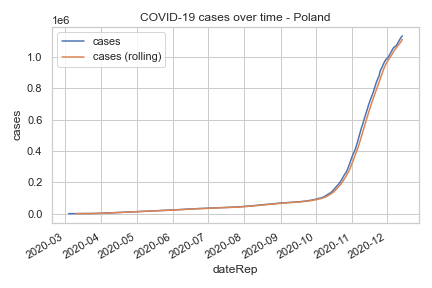 COVID-19 cases over time - Poland
1e6
cases
cases (rolling)
1.0
0.8
0.6
0.4
0.2
0.0
cases
2020-03
2020-04
2020-05
2020-06
2020-07
2020-08
2020-09
2020-10
2020-11
2020-12
dateRep